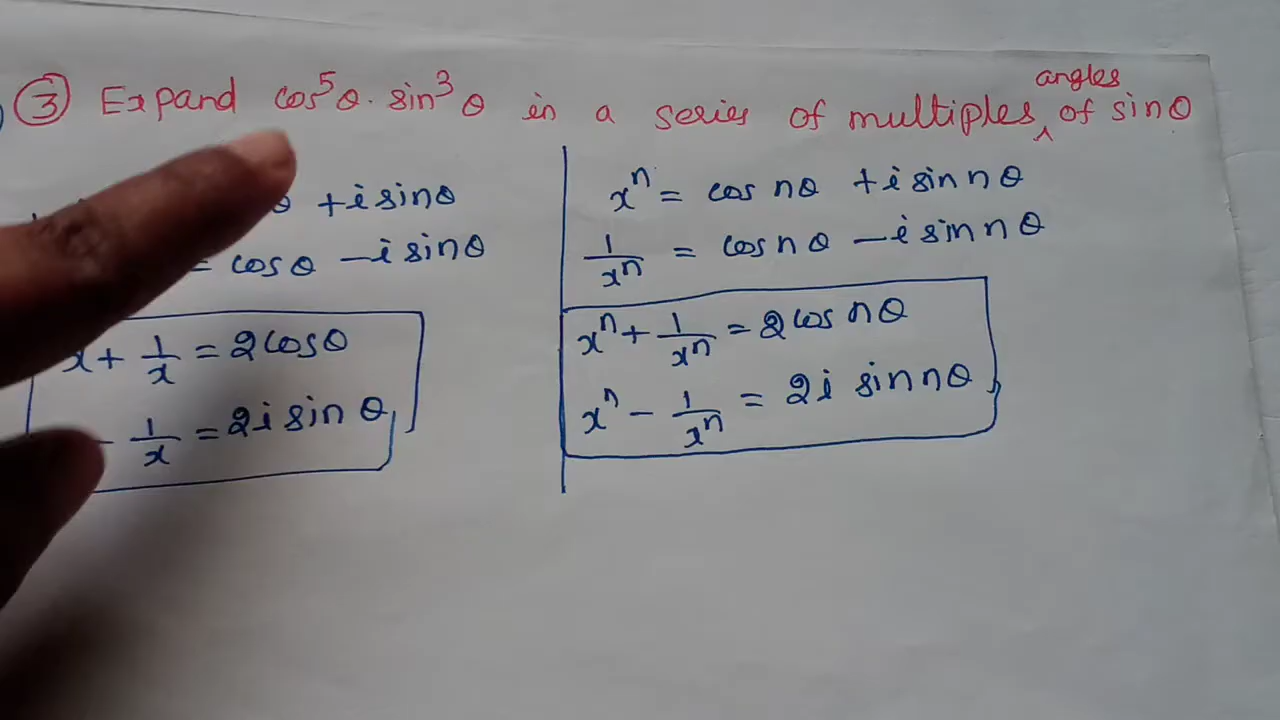 ③ Expand cos⁵θ · sin³θ in a series of multiples angles of sinθ
θ + i sinθ
= cosθ − i sinθ
x + 1/x = 2cosθ
− 1/x = 2i sinθ
xⁿ = cos nθ + i sin nθ
1/xⁿ = cos nθ − i sin nθ
xⁿ + 1/xⁿ = 2cos nθ
xⁿ − 1/xⁿ = 2i sin nθ